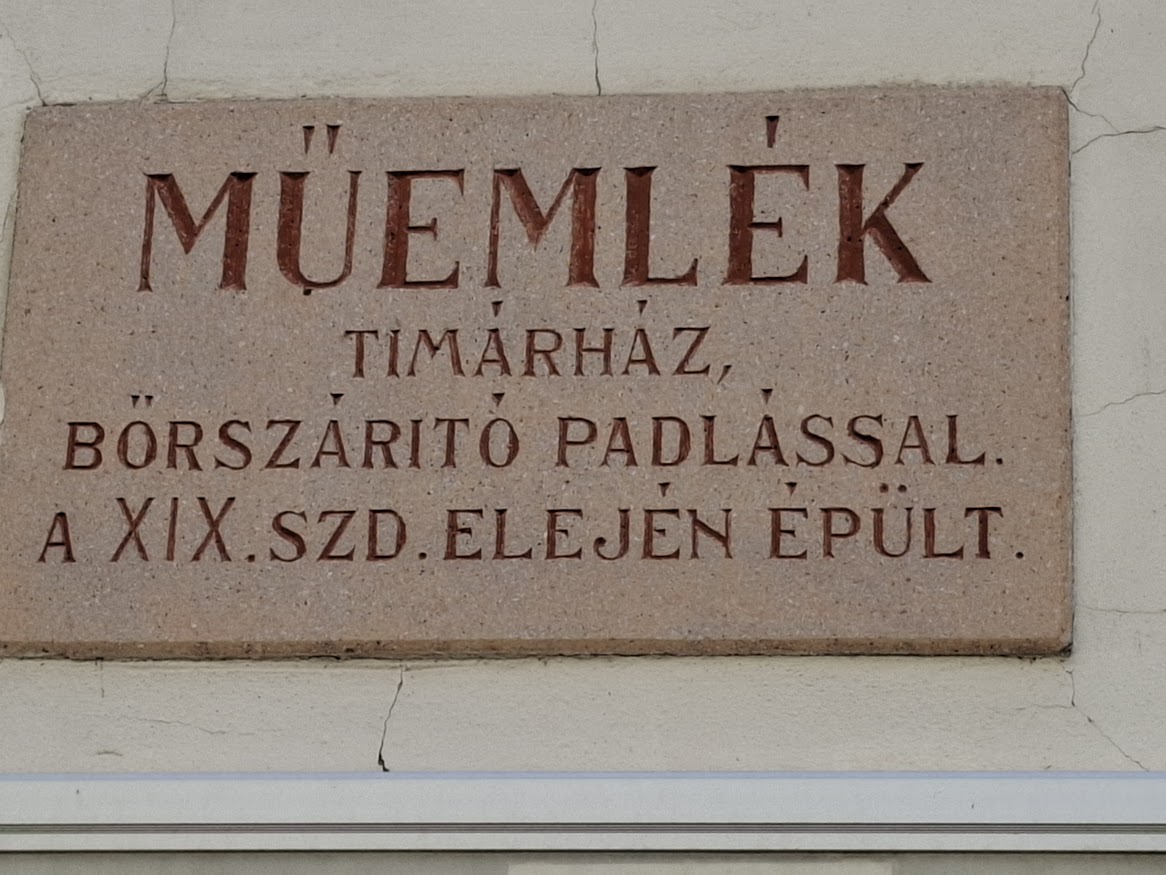 MŰEMLÉK
TIMÁRHÁZ,
BŐRSZÁRITÓ PADLÁSSAL.
A XIX. SZD. ELEJÉN ÉPÜLT.